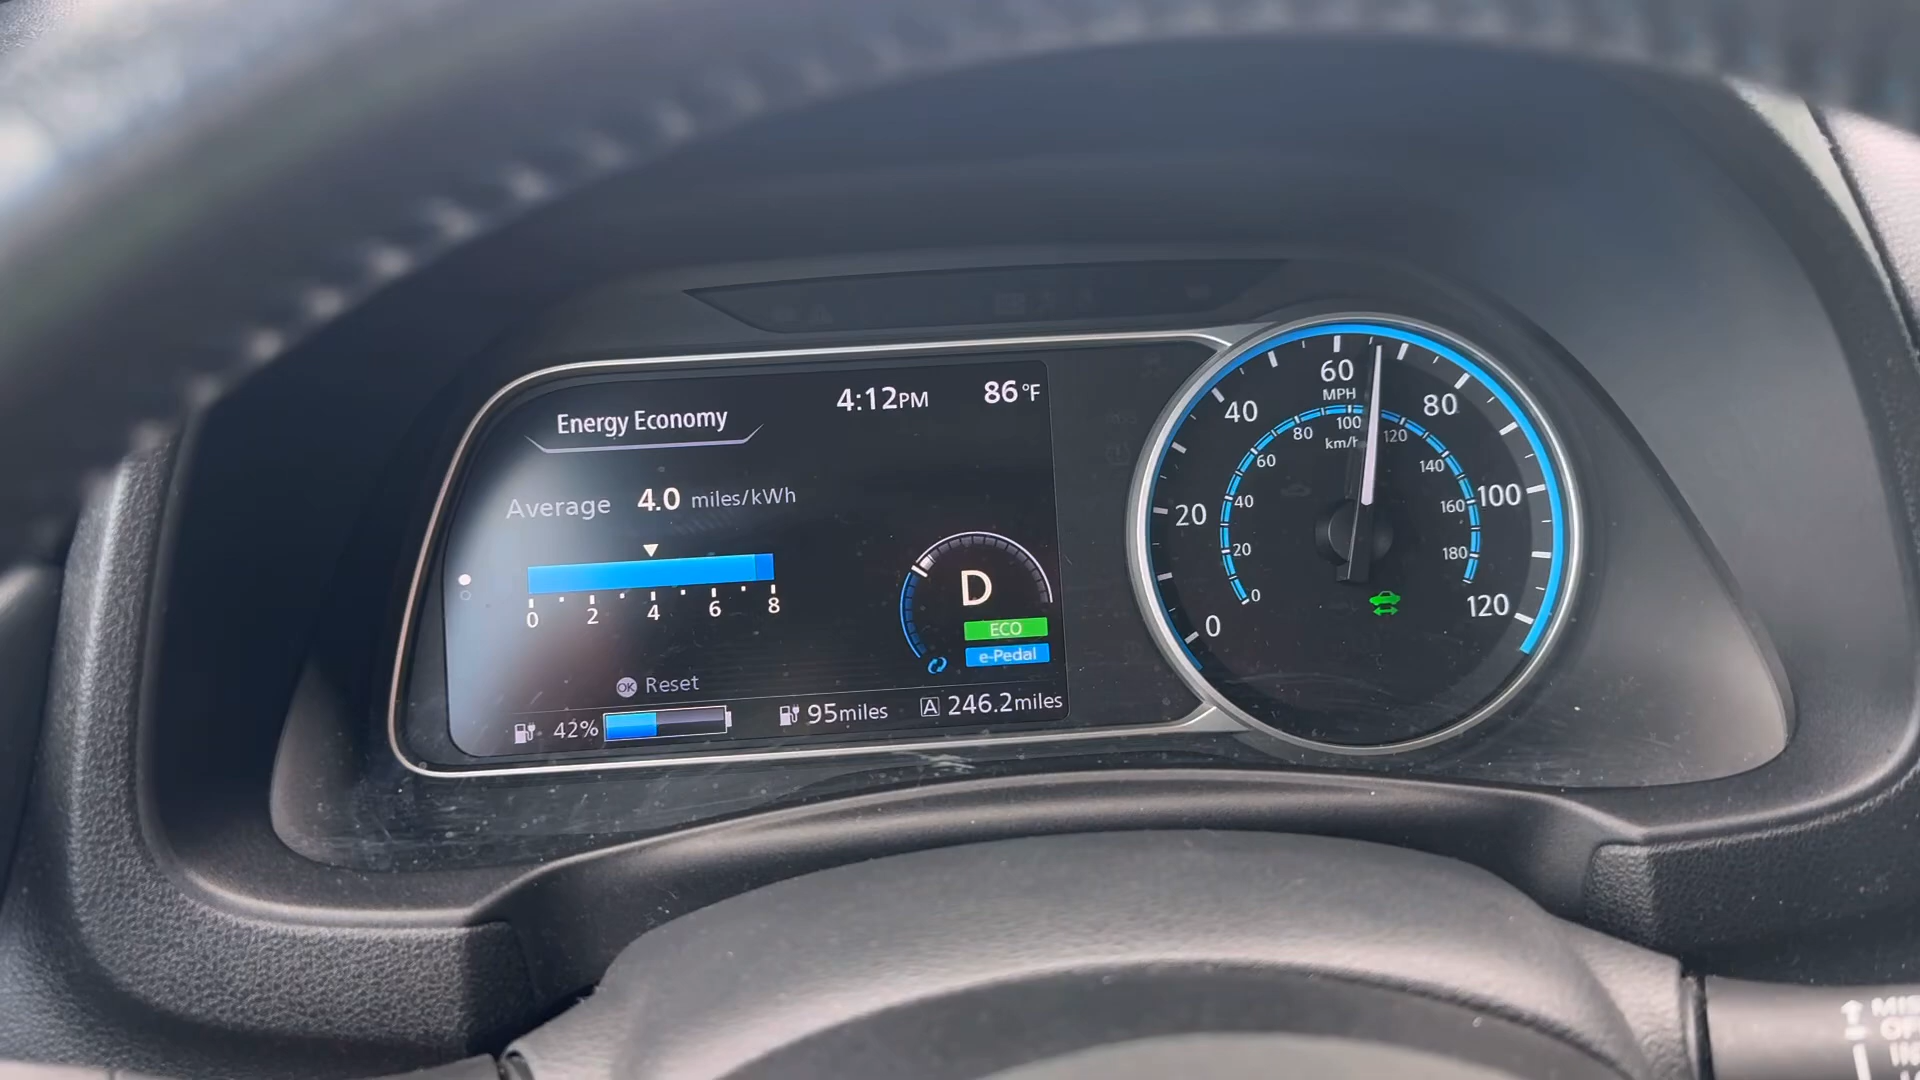 Energy Economy
4:12PM
86°F
Average 4.0 miles/kWh
0 2 4 6 8
D
ECO
e-Pedal
OK Reset
42%
95miles
A 246.2miles
0 20 40 60 80 100 120
MPH
0 20 40 60 80 100 120 140 160 180
km/h